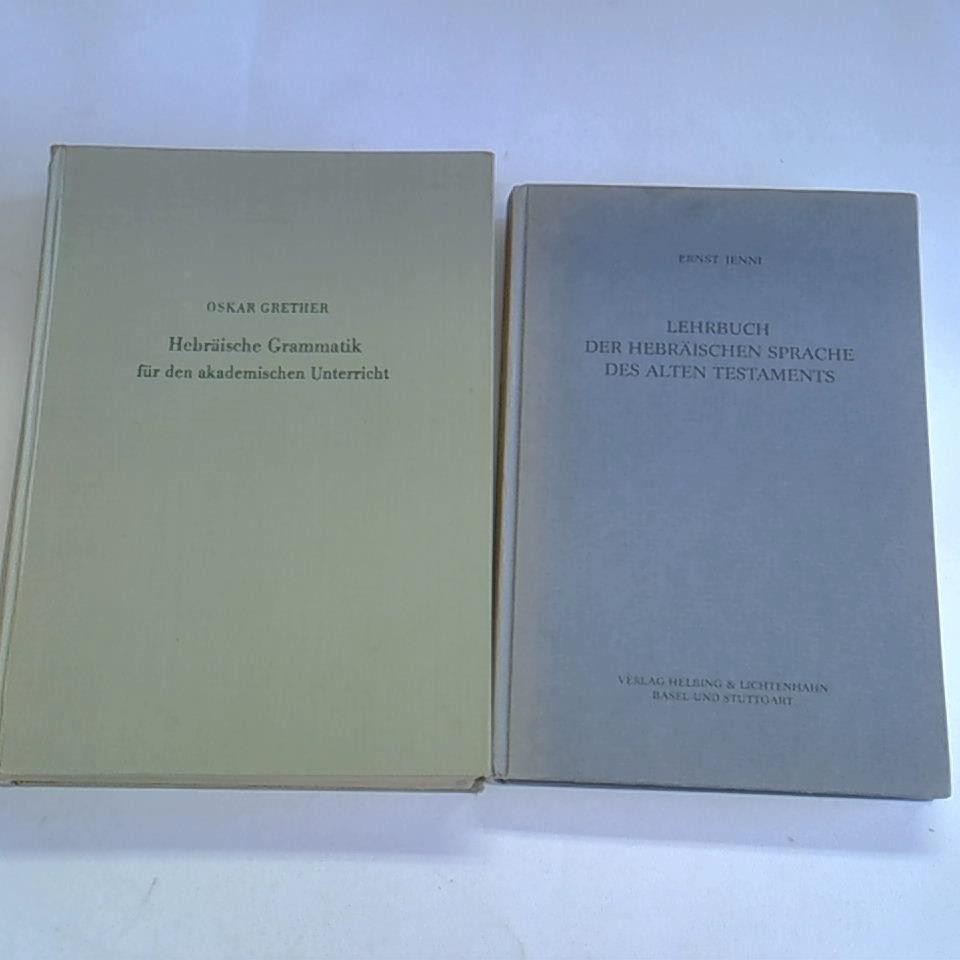 OSKAR GRETHER
Hebräische Grammatik
für den akademischen Unterricht
ERNST JENNI
LEHRBUCH
DER HEBRÄISCHEN SPRACHE
DES ALTEN TESTAMENTS
VERLAG HELBING & LICHTENHAHN
BASEL UND STUTTGART